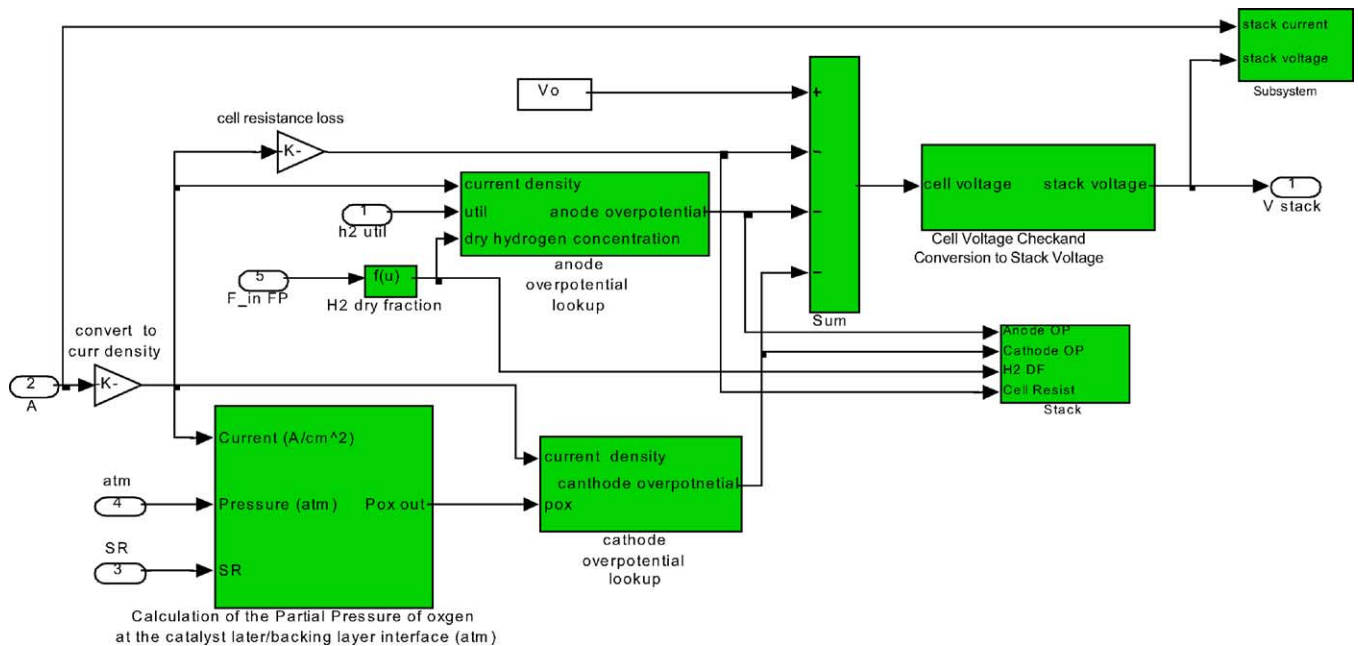 stack current
stack voltage
Subsystem
Vo
cell resistance loss
-K-
+
−
−
−
Sum
current density
util
anode overpotential
dry hydrogen concentration
anode
overpotential
lookup
1
h2 util
5
F_in FP
f(u)
H2 dry fraction
cell voltage
stack voltage
Cell Voltage Checkand
Conversion to Stack Voltage
1
V stack
convert to
curr density
2
A
-K-
Anode OP
Cathode OP
H2 DF
Cell Resist
Stack
Current (A/cm^2)
Pressure (atm)
Pox out
SR
atm
4
SR
3
Calculation of the Partial Pressure of oxgen
at the catalyst later/backing layer interface (atm)
current density
canthode overpotnetial
pox
cathode
overpotential
lookup